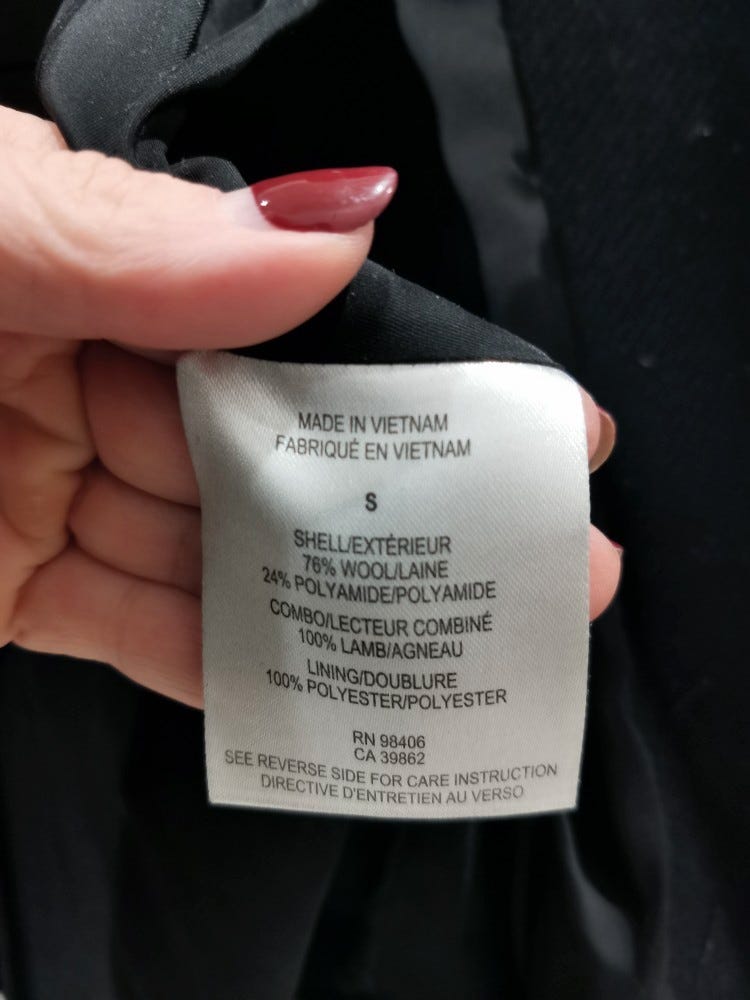 MADE IN VIETNAM
FABRIQUÉ EN VIETNAM
S
SHELL/EXTÉRIEUR
76% WOOL/LAINE
24% POLYAMIDE/POLYAMIDE
COMBO/LECTEUR COMBINÉ
100% LAMB/AGNEAU
LINING/DOUBLURE
100% POLYESTER/POLYESTER
RN 98406
CA 39862
SEE REVERSE SIDE FOR CARE INSTRUCTION
DIRECTIVE D'ENTRETIEN AU VERSO